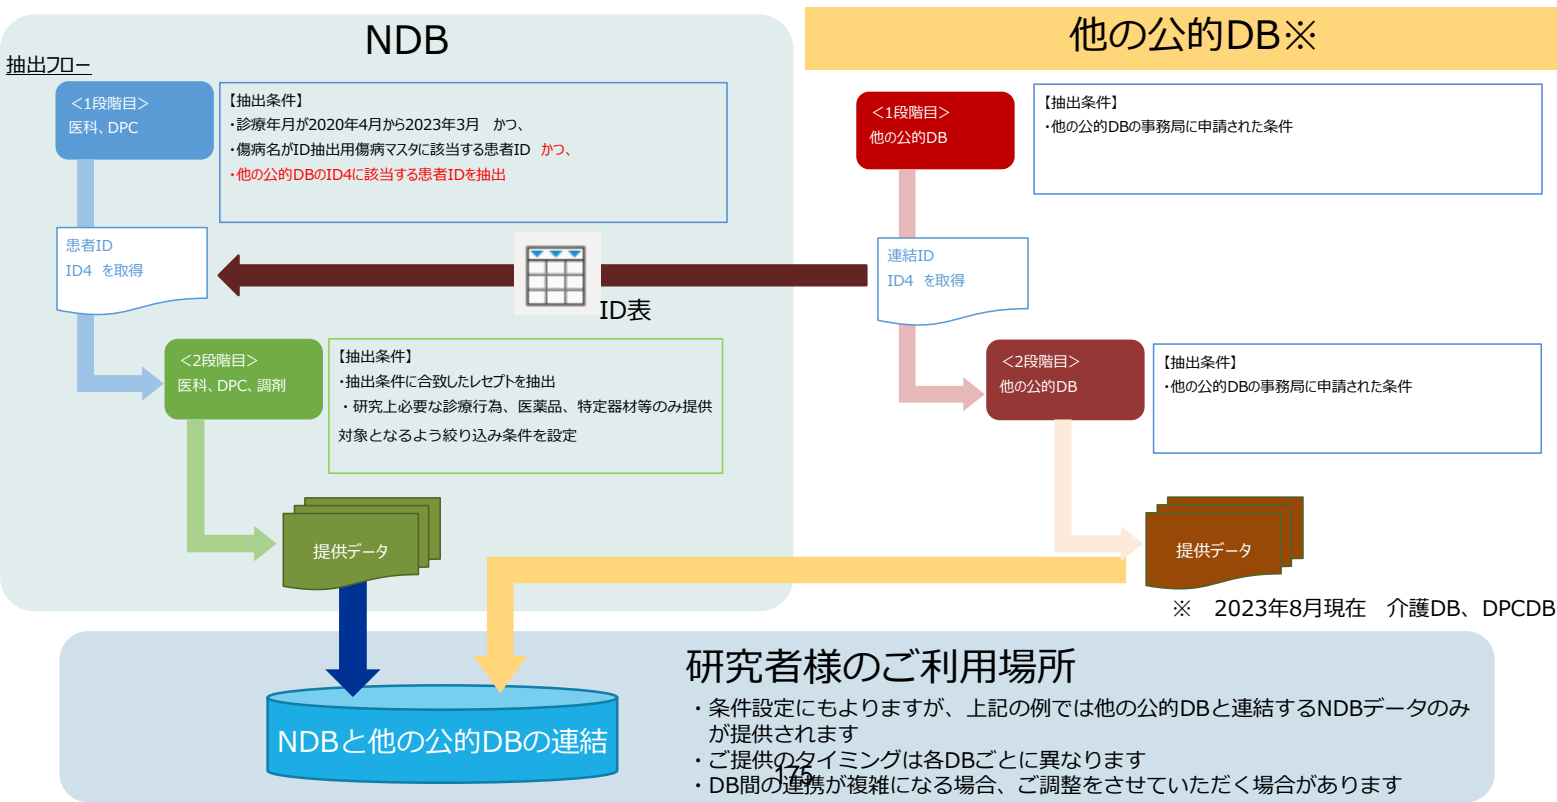 NDB
抽出フロー
<1段階目>
医科、DPC
【抽出条件】
・診療年月が2020年4月から2023年3月　かつ、
・傷病名がID抽出用傷病マスタに該当する患者ID　かつ、
・他の公的DBのID4に該当する患者IDを抽出
患者ID
ID4　を取得
ID表
<2段階目>
医科、DPC、調剤
【抽出条件】
・抽出条件に合致したレセプトを抽出
・研究上必要な診療行為、医薬品、特定器材等のみ提供
対象となるよう絞り込み条件を設定
提供データ
他の公的DB※
<1段階目>
他の公的DB
【抽出条件】
・他の公的DBの事務局に申請された条件
連結ID
ID4　を取得
<2段階目>
他の公的DB
【抽出条件】
・他の公的DBの事務局に申請された条件
提供データ
※　2023年8月現在　介護DB、DPCDB
NDBと他の公的DBの連結
研究者様のご利用場所
・条件設定にもよりますが、上記の例では他の公的DBと連結するNDBデータのみ
が提供されます
・ご提供のタイミングは各DBごとに異なります
・DB間の連携が複雑になる場合、ご調整をさせていただく場合があります
175